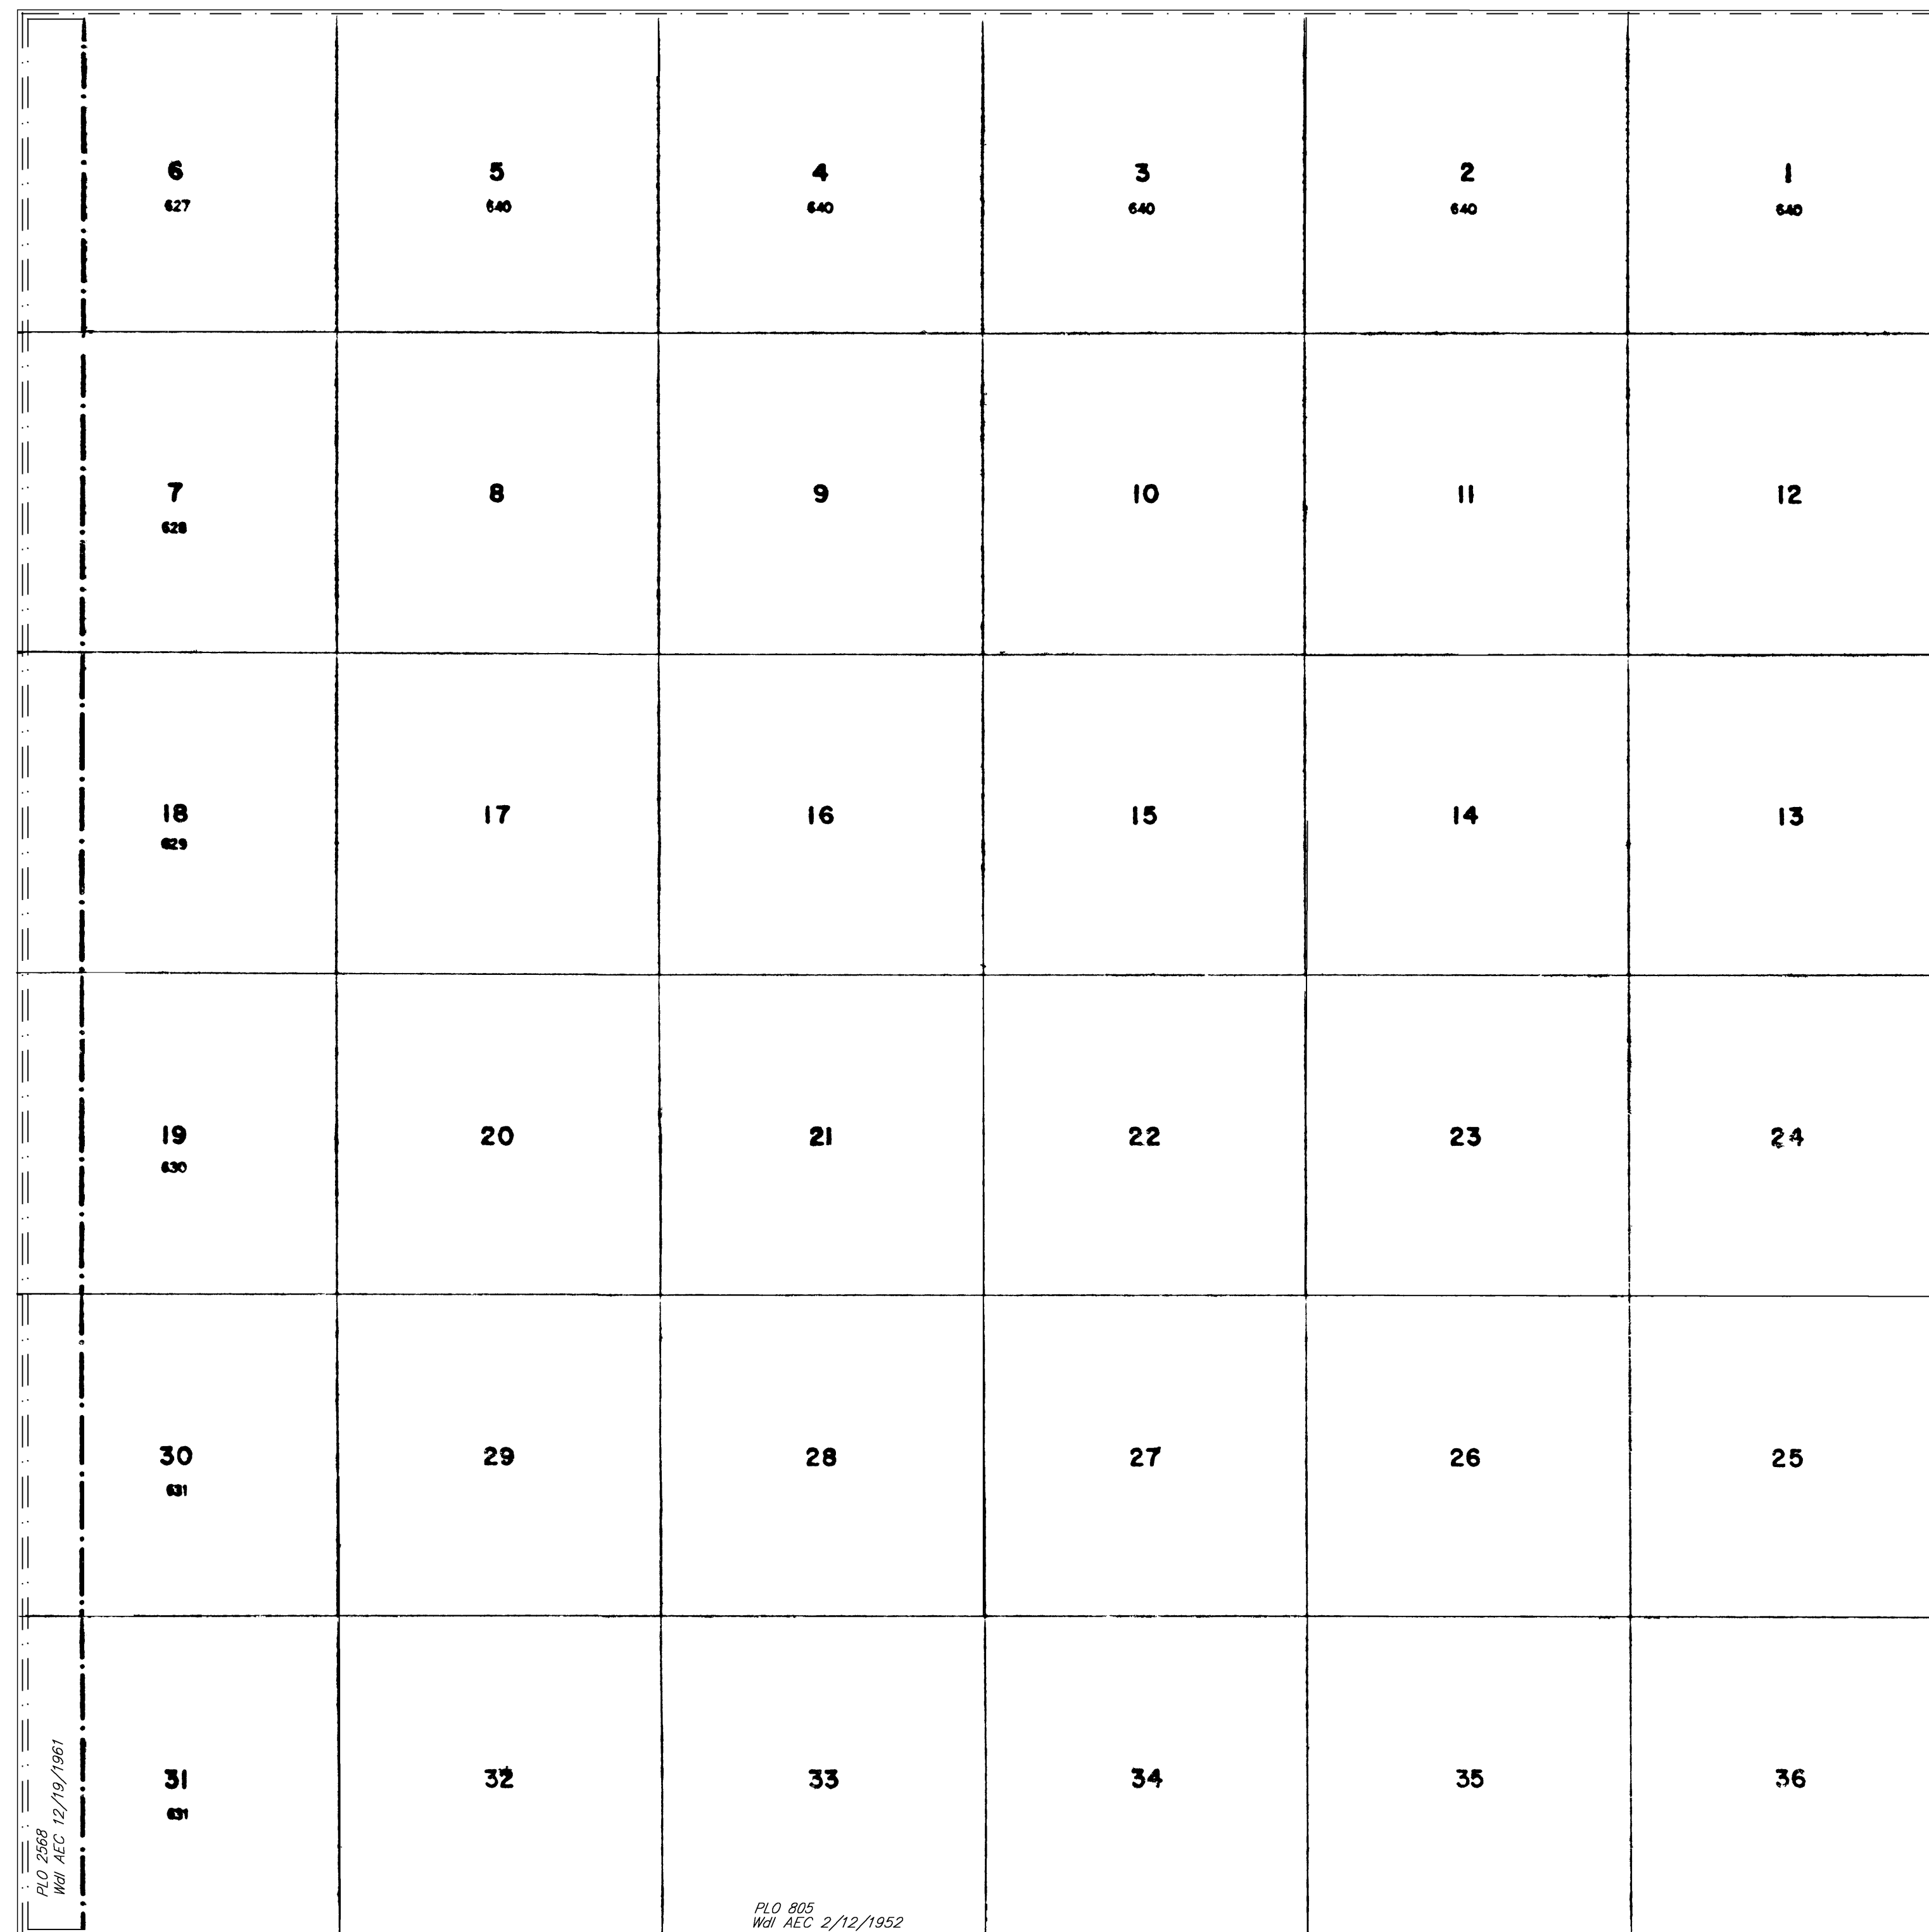 6 5 4 3 2 1
627 640 640 640 640 640
7 8 9 10 11 12
628
18 17 16 15 14 13
629
19 20 21 22 23 24
630
30 29 28 27 26 25
631
31 32 33 34 35 36
631
PLO 2568
Wdl AEC 12/19/1961
PLO 805
Wdl AEC 2/12/1952